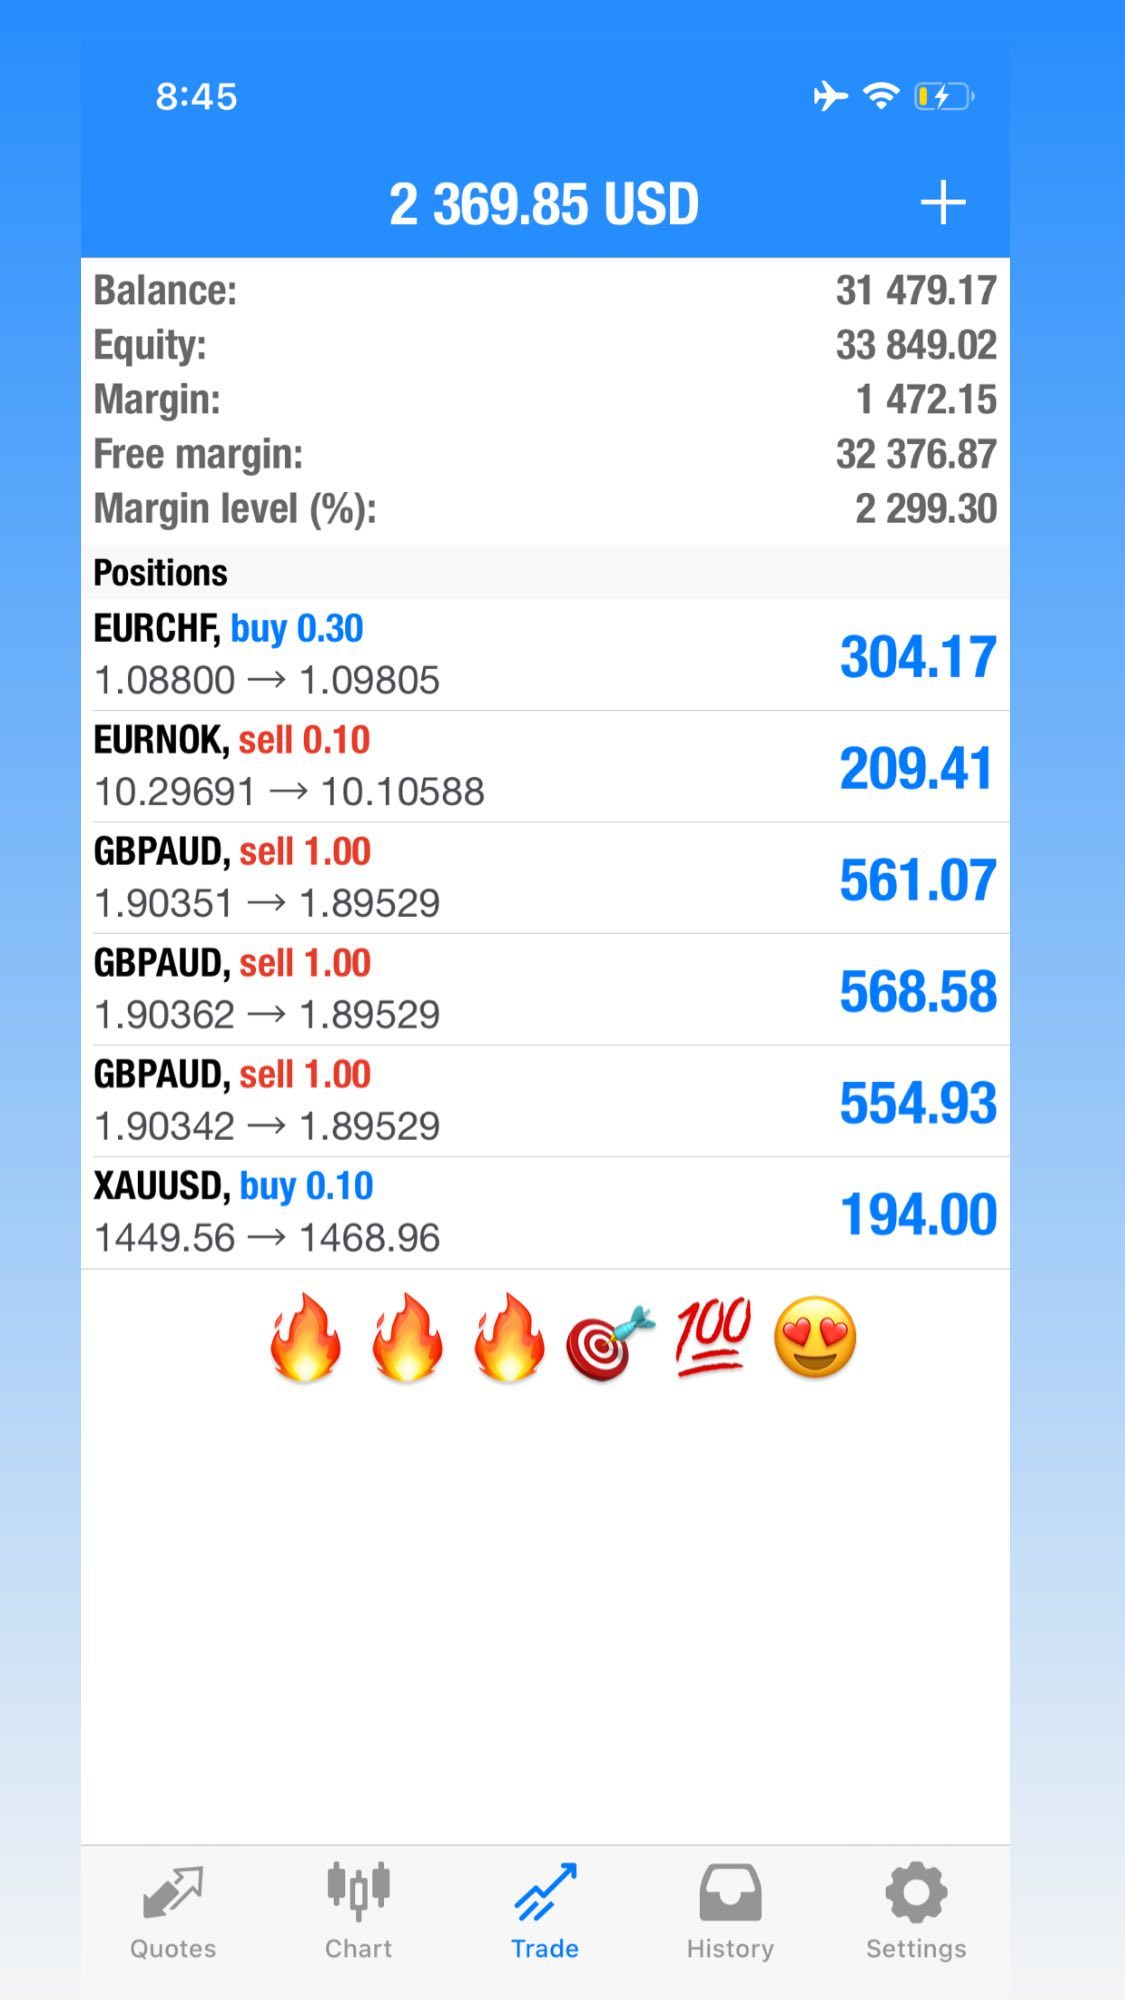 8:45
2 369.85 USD
Balance: 31 479.17
Equity: 33 849.02
Margin: 1 472.15
Free margin: 32 376.87
Margin level (%): 2 299.30
Positions
EURCHF, buy 0.30
1.08800 → 1.09805
304.17
EURNOK, sell 0.10
10.29691 → 10.10588
209.41
GBPAUD, sell 1.00
1.90351 → 1.89529
561.07
GBPAUD, sell 1.00
1.90362 → 1.89529
568.58
GBPAUD, sell 1.00
1.90342 → 1.89529
554.93
XAUUSD, buy 0.10
1449.56 → 1468.96
194.00
🔥 🔥 🔥 🎯 💯 😍
Quotes Chart Trade History Settings